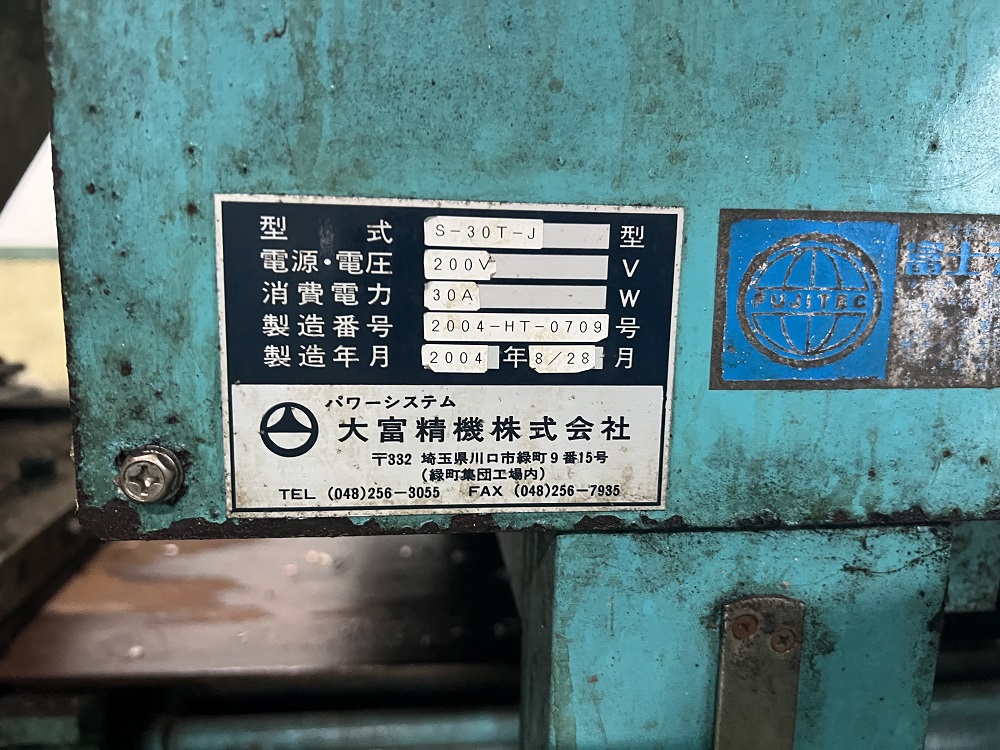 型 式 S-30T-J 型
電源・電圧 200V V
消費電力 30A W
製造番号 2004-HT-0709 号
製造年月 2004 年 8/28 月
パワーシステム
大富精機株式会社
〒332 埼玉県川口市緑町9番15号
(緑町集団工場内)
TEL (048)256-3055 FAX (048)256-7935
FUJITEC
富士